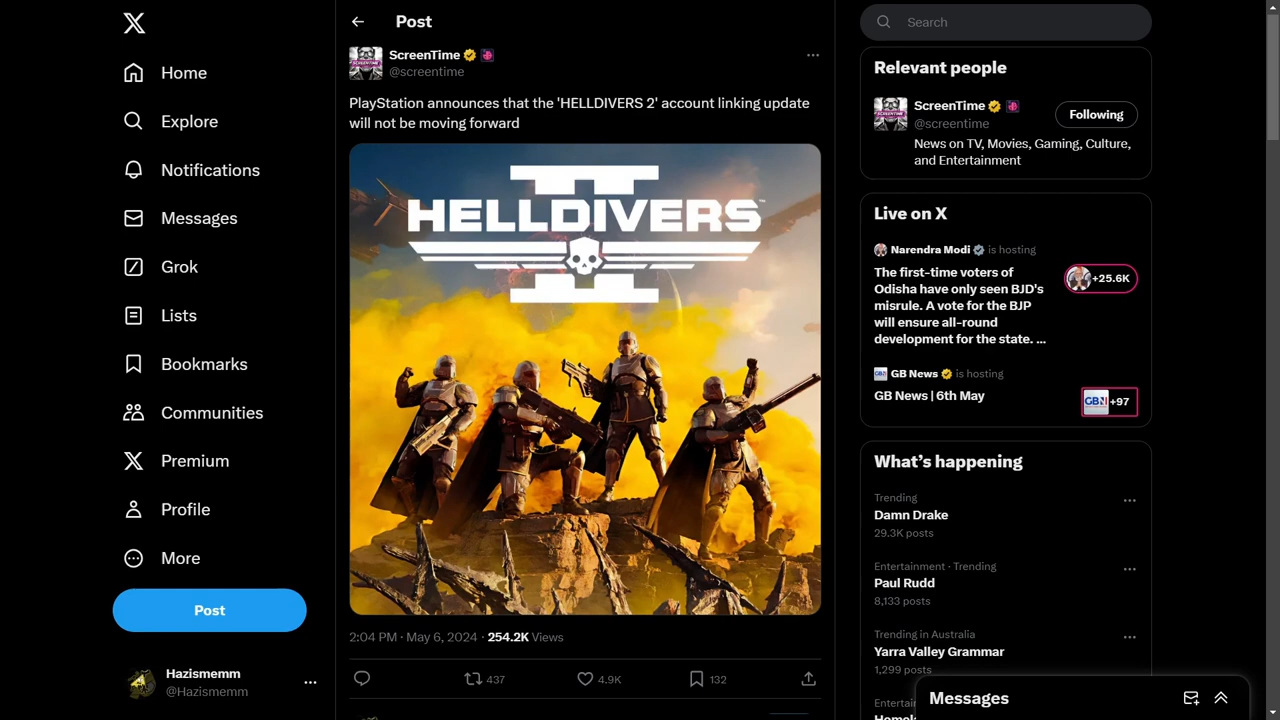 Home
Explore
Notifications
Messages
Grok
Lists
Bookmarks
Communities
Premium
Profile
More
Post
Hazismemm
@Hazismemm
Post
ScreenTime
@screentime
PlayStation announces that the 'HELLDIVERS 2' account linking update
will not be moving forward
HELLDIVERS™
II
2:04 PM · May 6, 2024 · 254.2K Views
437
4.9K
132
Search
Relevant people
ScreenTime
@screentime
Following
News on TV, Movies, Gaming, Culture,
and Entertainment
Live on X
Narendra Modi is hosting
The first-time voters of
Odisha have only seen BJD's
misrule. A vote for the BJP
will ensure all-round
development for the state. ...
+25.6K
GB News is hosting
GB News | 6th May
GBN
+97
What's happening
Trending
Damn Drake
29.3K posts
Entertainment · Trending
Paul Rudd
8,133 posts
Trending in Australia
Yarra Valley Grammar
1,299 posts
Messages